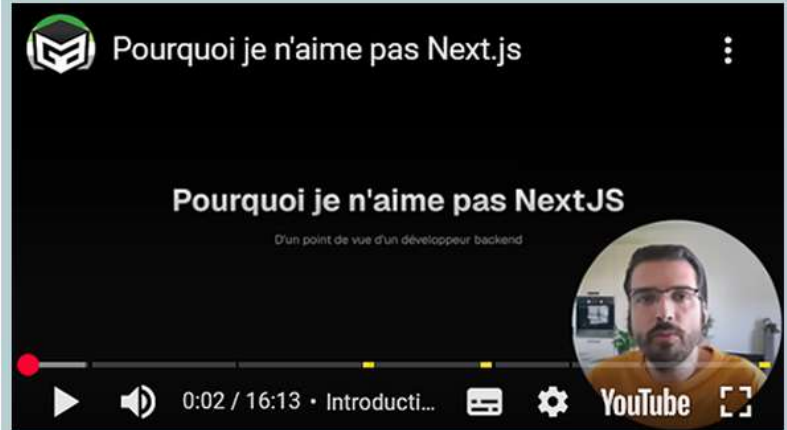 Pourquoi je n'aime pas Next.js
Pourquoi je n'aime pas NextJS
D'un point de vue d'un développeur backend
0:02 / 16:13 • Introducti...
YouTube